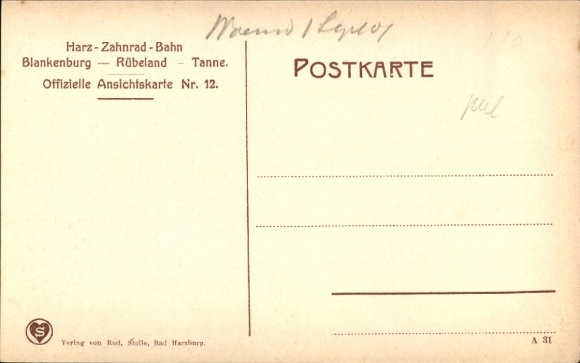 Harz-Zahnrad-Bahn
Blankenburg — Rübeland – Tanne.
Offizielle Ansichtskarte Nr. 12.
POSTKARTE
S
Verlag von Rud. Stolle, Bad Harzburg.
A 31